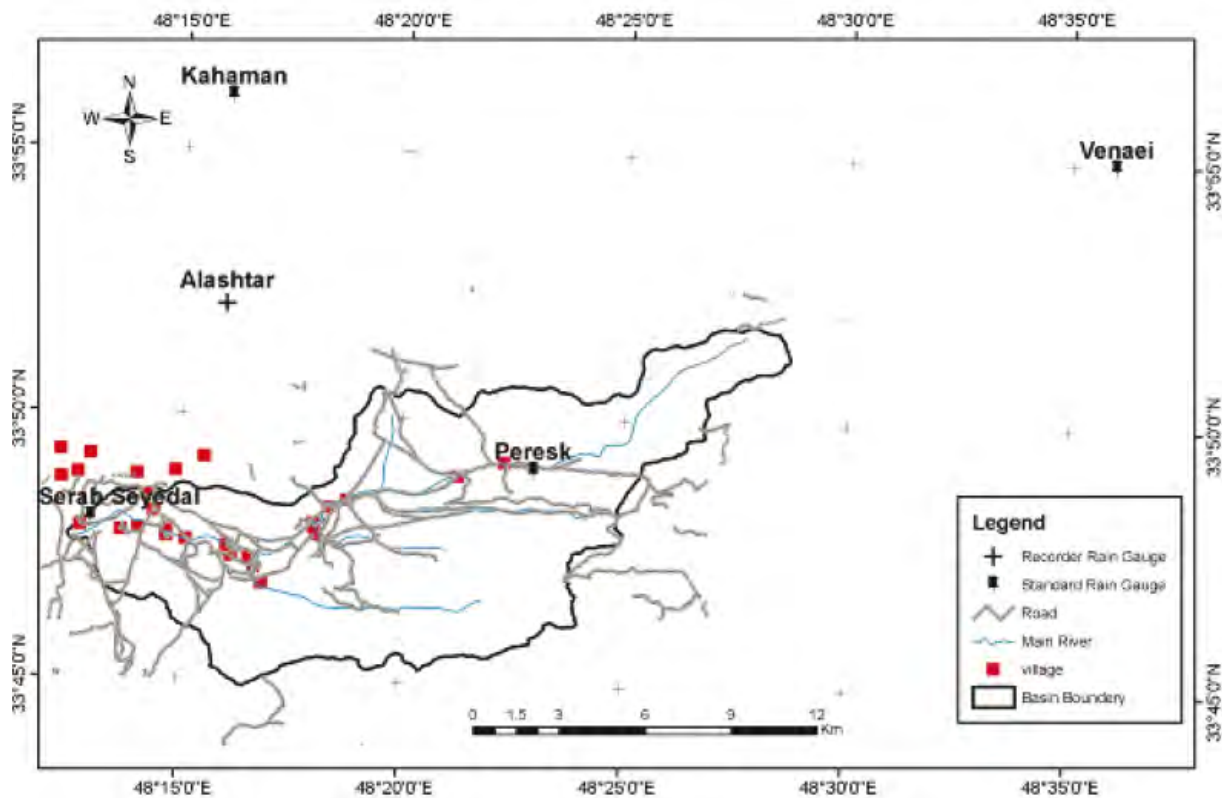 48°15'0"E 48°20'0"E 48°25'0"E 48°30'0"E 48°35'0"E
Kahaman
N
W E
S
33°55'0"N
Venaei
33°55'0"N
Alashtar
33°50'0"N
Peresk
33°50'0"N
Serab Seyedal
Legend
Recorder Rain Gauge
Standard Rain Gauge
Road
Main River
village
Basin Boundery
33°45'0"N
33°45'0"N
0 1.5 3 6 9 12
Km
48°15'0"E 48°20'0"E 48°25'0"E 48°30'0"E 48°35'0"E